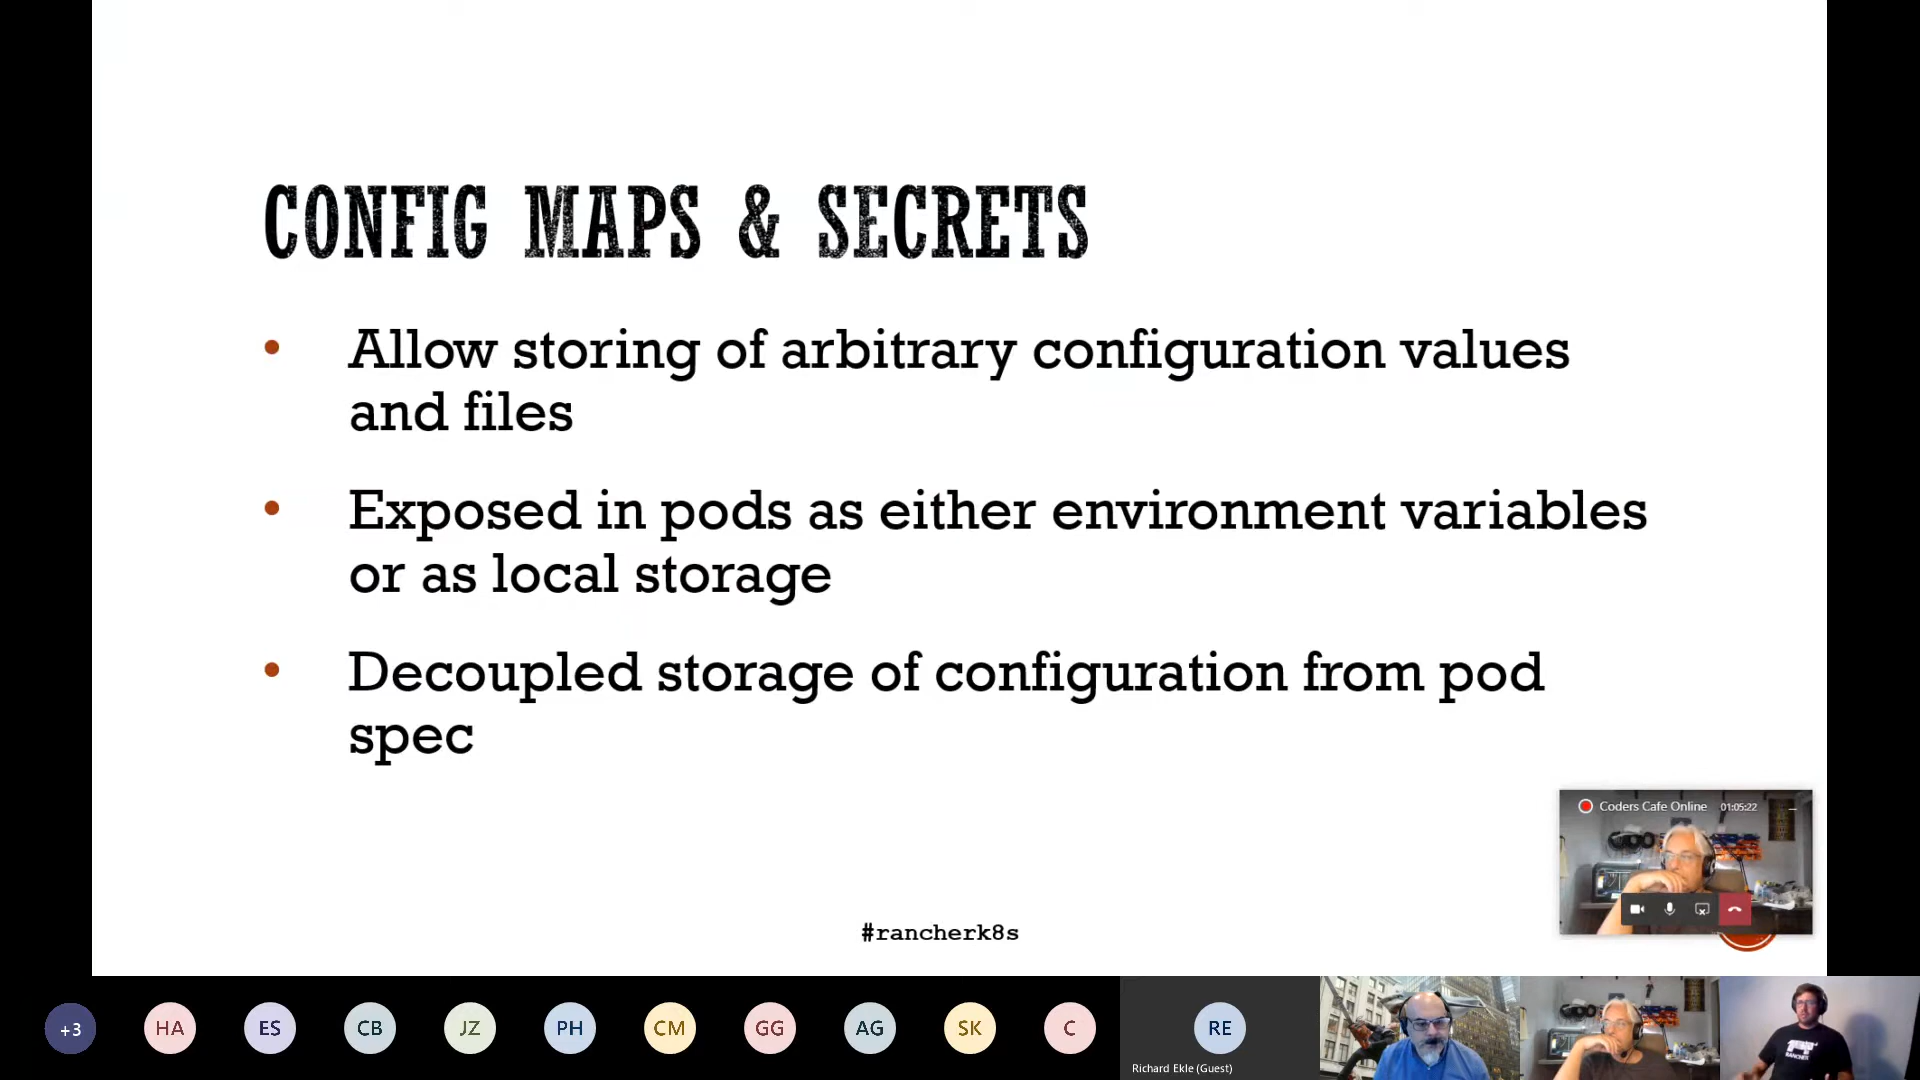 CONFIG MAPS & SECRETS
• Allow storing of arbitrary configuration values
and files
• Exposed in pods as either environment variables
or as local storage
• Decoupled storage of configuration from pod
spec
Coders Cafe Online 01:05:22
#rancherk8s
+3 HA ES CB JZ PH CM GG AG SK C RE
Richard Ekle (Guest)
RANCHER